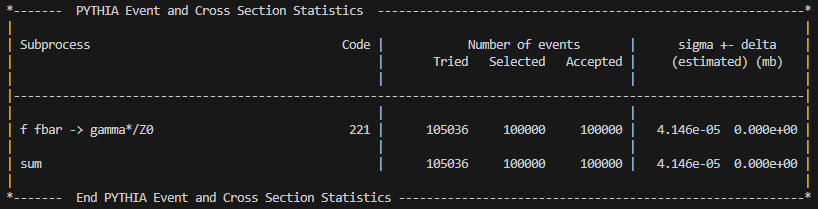 *-------  PYTHIA Event and Cross Section Statistics  -------------------------------------------------------------*
|                                                                                                                 |
| Subprocess                                    Code |            Number of events       |      sigma +- delta    |
|                                                    |       Tried   Selected   Accepted |     (estimated) (mb)   |
|                                                    |                                   |                        |
|-----------------------------------------------------------------------------------------------------------------|
|                                                    |                                   |                        |
| f fbar -> gamma*/Z0                            221 |      105036     100000     100000 |   4.146e-05  0.000e+00 |
|                                                    |                                   |                        |
| sum                                                |      105036     100000     100000 |   4.146e-05  0.000e+00 |
|                                                                                                                 |
*-------  End PYTHIA Event and Cross Section Statistics ----------------------------------------------------------*